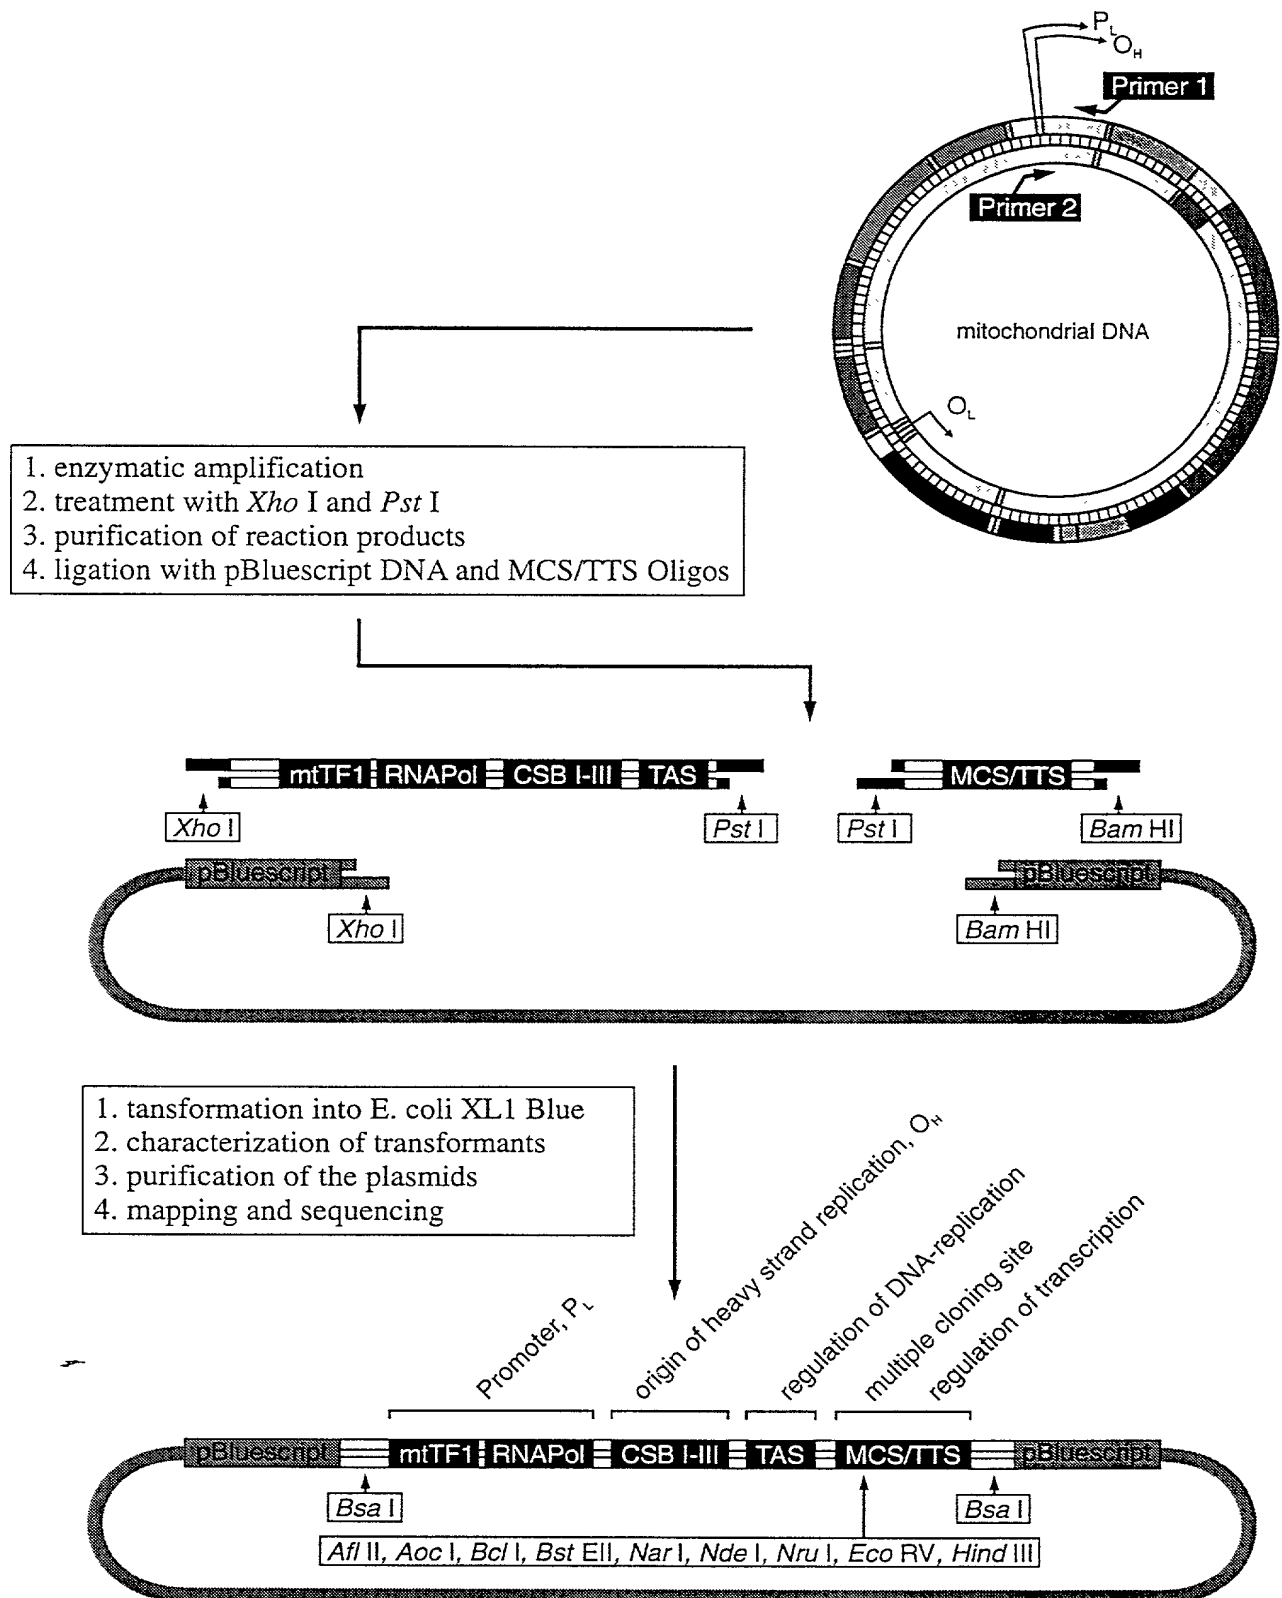 P_L
O_H
Primer 1
Primer 2
mitochondrial DNA
O_L
1. enzymatic amplification
2. treatment with Xho I and Pst I
3. purification of reaction products
4. ligation with pBluescript DNA and MCS/TTS Oligos
mtTF1 RNAPol CSB I-III TAS
MCS/TTS
Xho I
Pst I
Pst I
Bam HI
pBluescript
pBluescript
Xho I
Bam HI
1. tansformation into E. coli XL1 Blue
2. characterization of transformants
3. purification of the plasmids
4. mapping and sequencing
Promoter, P_L
origin of heavy strand replication, O_H
regulation of DNA-replication
multiple cloning site
regulation of transcription
pBluescript mtTF1 RNAPol CSB I-III TAS MCS/TTS pBluescript
Bsa I
Bsa I
Afl II, Aoc I, Bcl I, Bst EII, Nar I, Nde I, Nru I, Eco RV, Hind III